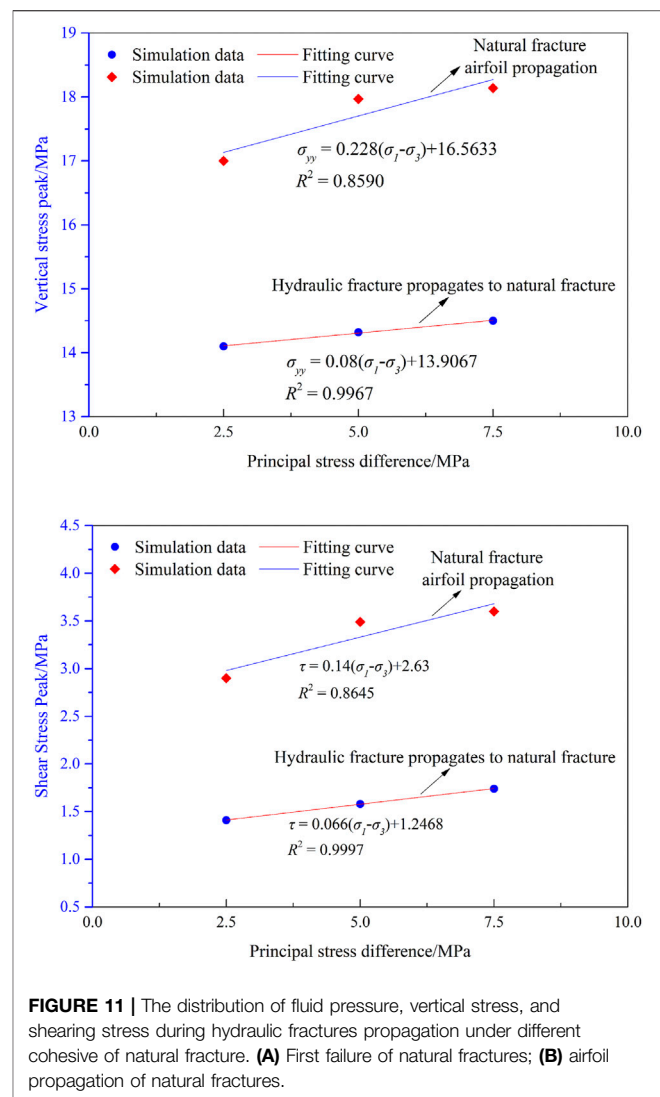 19
18
17
16
15
14
13
0.0 2.5 5.0 7.5 10.0
Vertical stress peak/MPa
Principal stress difference/MPa
Simulation data Fitting curve
Simulation data Fitting curve
Natural fracture
airfoil propagation
σyy = 0.228(σ1-σ3)+16.5633
R² = 0.8590
Hydraulic fracture propagates to natural fracture
σyy = 0.08(σ1-σ3)+13.9067
R² = 0.9967
4.5
4.0
3.5
3.0
2.5
2.0
1.5
1.0
0.5
0.0 2.5 5.0 7.5 10.0
Shear Stress Peak/MPa
Principal stress difference/MPa
Simulation data Fitting curve
Simulation data Fitting curve
Natural fracture
airfoil propagation
τ = 0.14(σ1-σ3)+2.63
R² = 0.8645
Hydraulic fracture propagates to natural fracture
τ = 0.066(σ1-σ3)+1.2468
R² = 0.9997
FIGURE 11 | The distribution of fluid pressure, vertical stress, and
shearing stress during hydraulic fractures propagation under different
cohesive of natural fracture. (A) First failure of natural fractures; (B) airfoil
propagation of natural fractures.